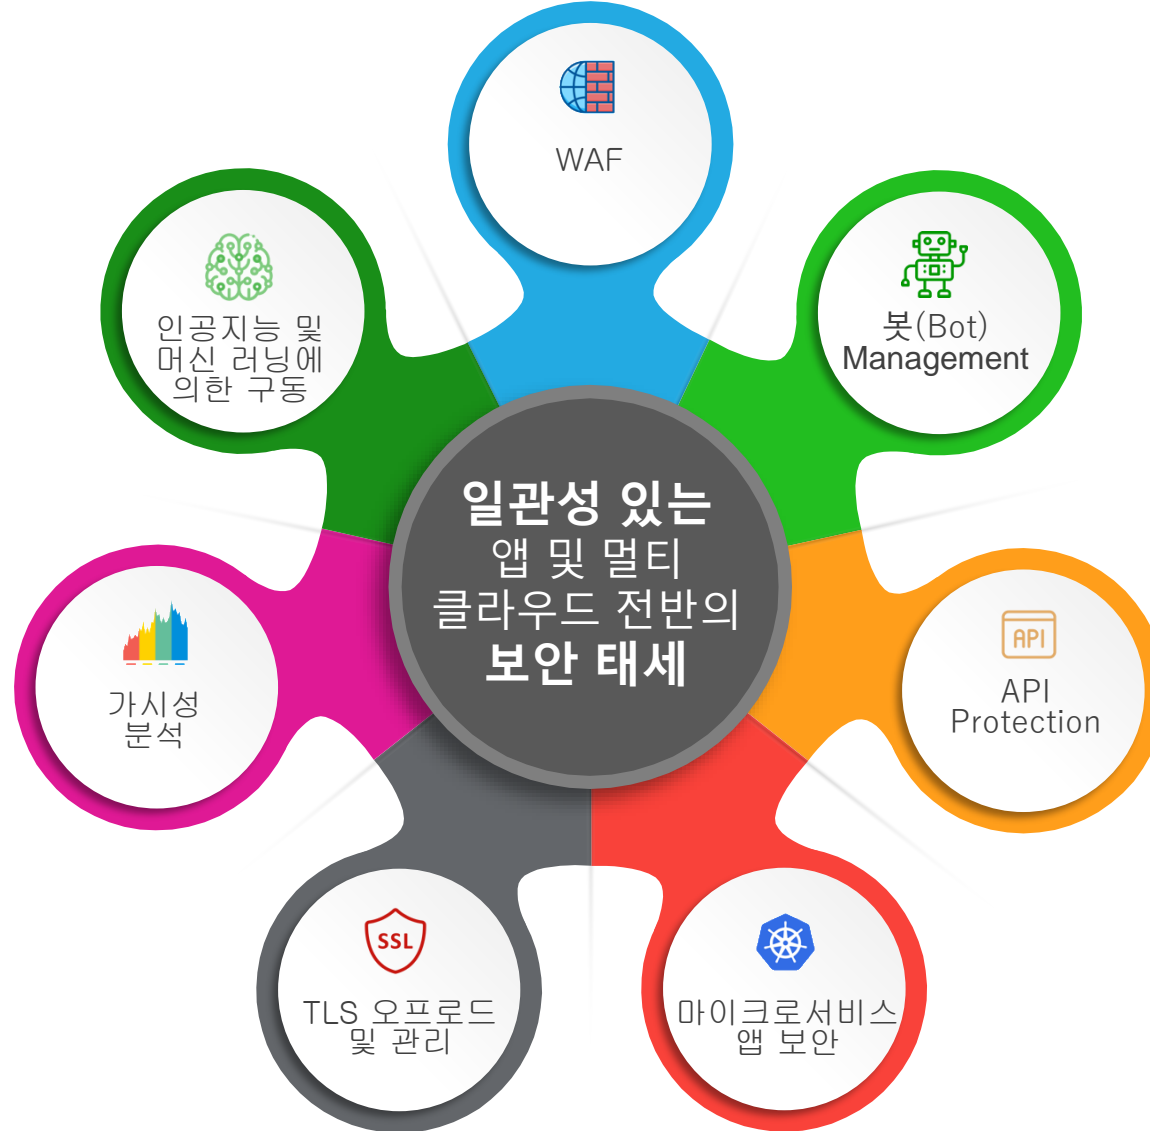 WAF
인공지능 및
머신 러닝에
의한 구동
봇(Bot)
Management
일관성 있는
앱 및 멀티
클라우드 전반의
보안 태세
가시성
분석
API
API
Protection
SSL
TLS 오프로드
및 관리
마이크로서비스
앱 보안